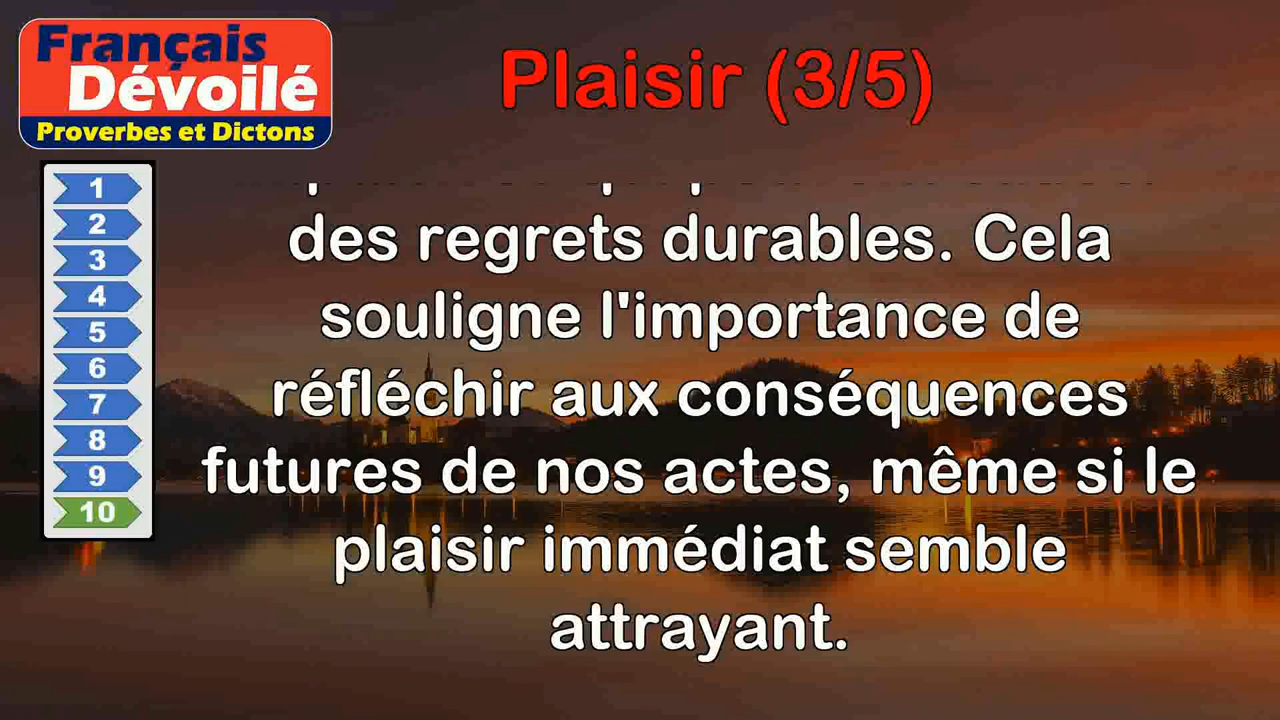 Français
Dévoilé
Proverbes et Dictons
Plaisir (3/5)
1
2
3
4
5
6
7
8
9
10
des regrets durables. Cela
souligne l'importance de
réfléchir aux conséquences
futures de nos actes, même si le
plaisir immédiat semble
attrayant.